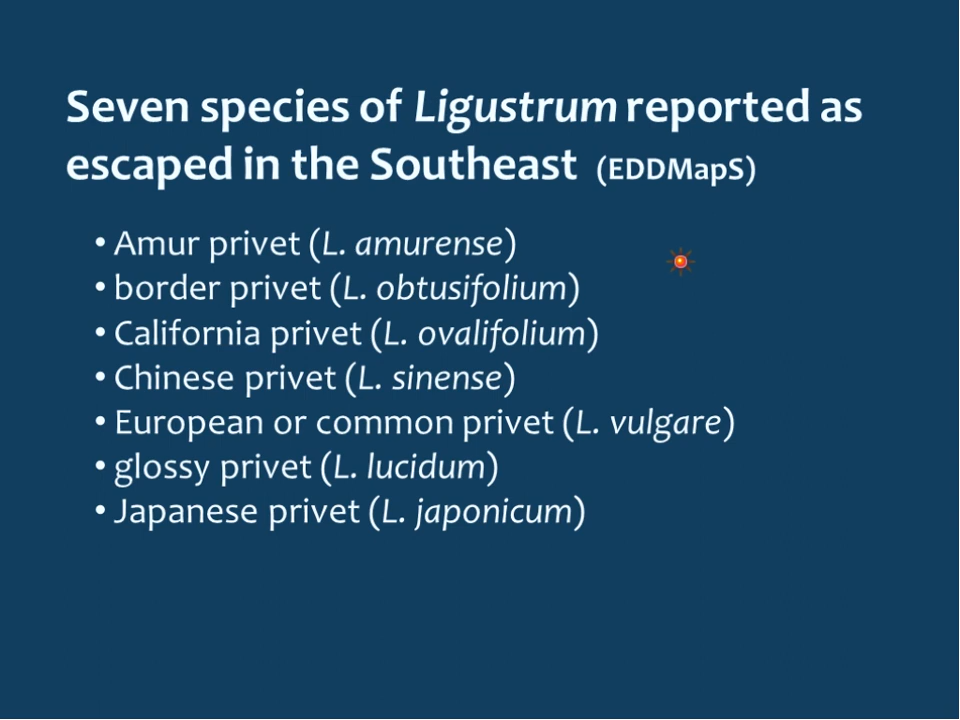 Seven species of Ligustrum reported as
escaped in the Southeast (EDDMapS)
• Amur privet (L. amurense)
• border privet (L. obtusifolium)
• California privet (L. ovalifolium)
• Chinese privet (L. sinense)
• European or common privet (L. vulgare)
• glossy privet (L. lucidum)
• Japanese privet (L. japonicum)